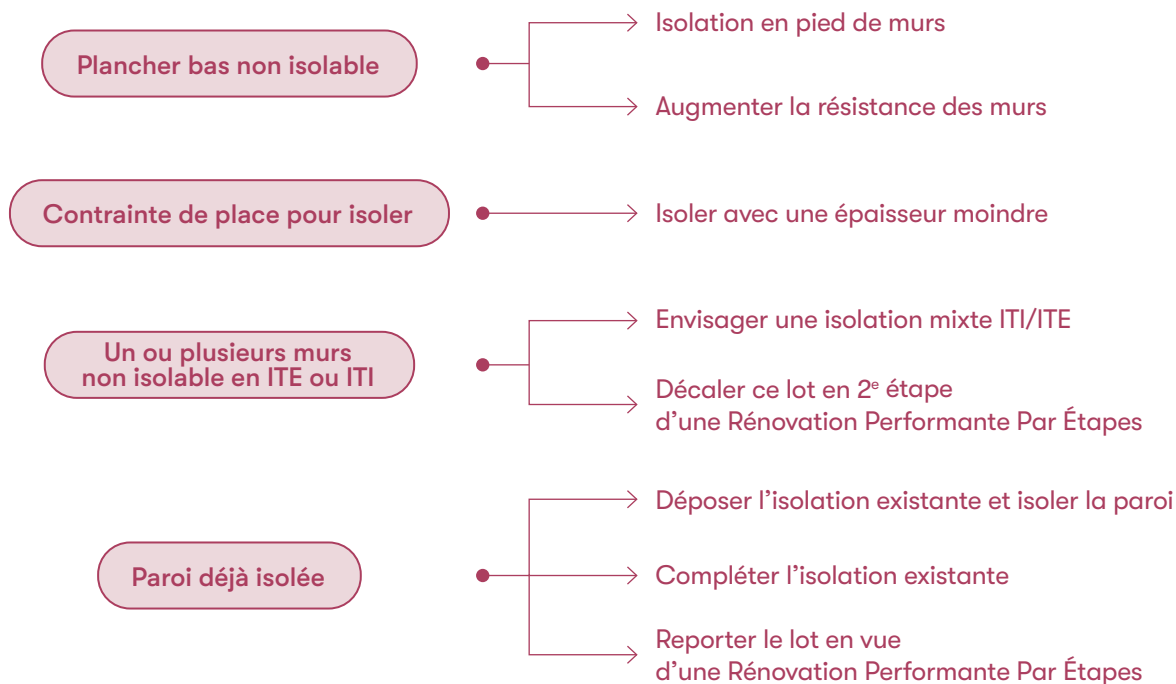 Plancher bas non isolable
Isolation en pied de murs
Augmenter la résistance des murs
Contrainte de place pour isoler
Isoler avec une épaisseur moindre
Un ou plusieurs murs
non isolable en ITE ou ITI
Envisager une isolation mixte ITI/ITE
Décaler ce lot en 2e étape
d’une Rénovation Performante Par Étapes
Paroi déjà isolée
Déposer l’isolation existante et isoler la paroi
Compléter l’isolation existante
Reporter le lot en vue
d’une Rénovation Performante Par Étapes